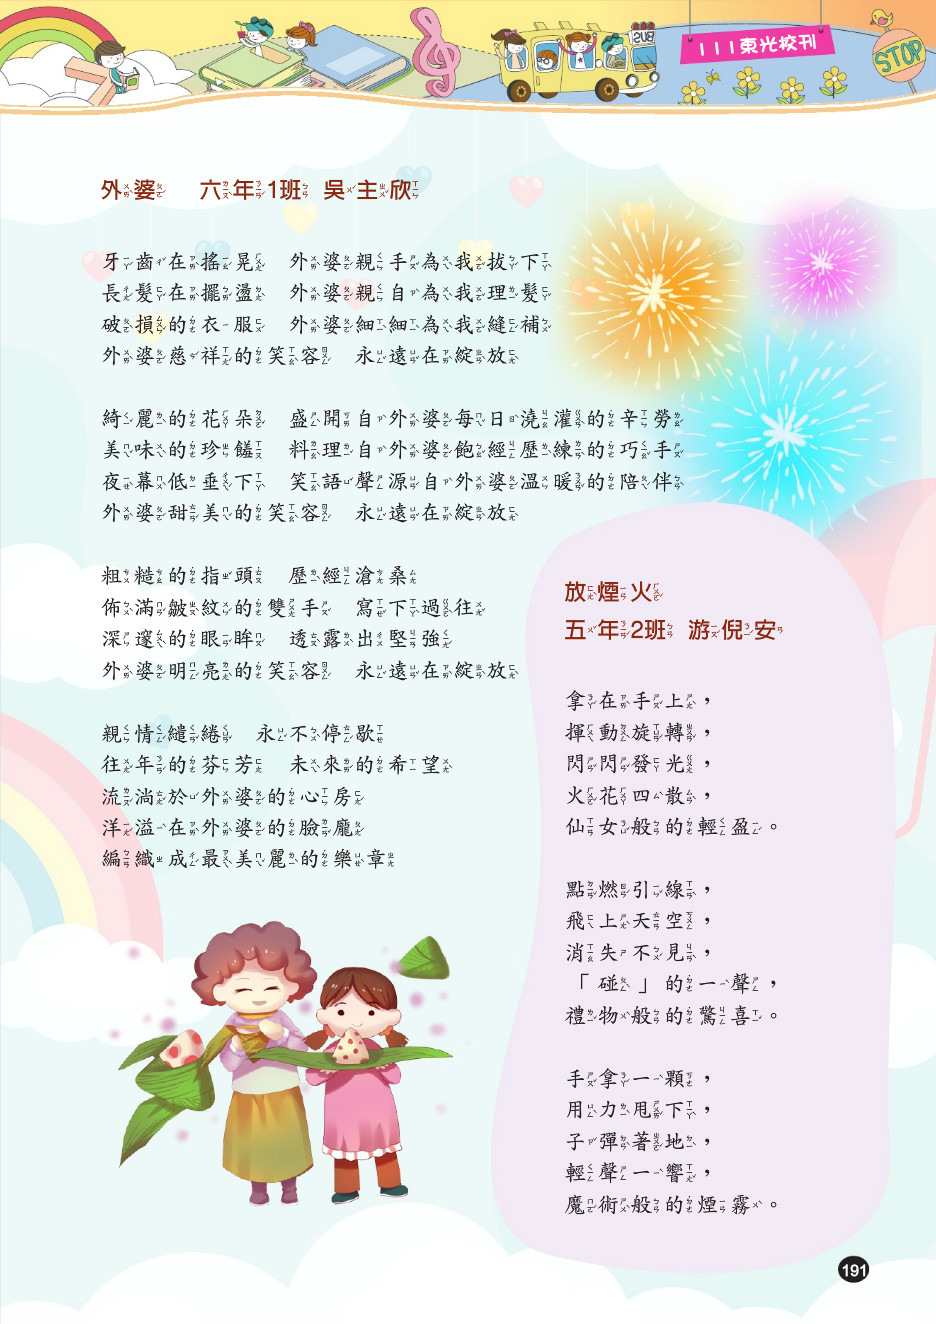 111東光校刊
BUS
STOP
外婆 六年1班 吳主欣
牙齒在搖晃 外婆親手為我拔下
長髮在擺盪 外婆親自為我理髮
破損的衣服 外婆細細為我縫補
外婆慈祥的笑容 永遠在綻放
綺麗的花朵 盛開自外婆每日澆灌的辛勞
美味的珍饈 料理自外婆飽經歷練的巧手
夜幕低垂下 笑語聲源自外婆溫暖的陪伴
外婆甜美的笑容 永遠在綻放
粗糙的指頭 歷經滄桑
佈滿皺紋的雙手 寫下過往
深邃的眼眸 透露出堅強
外婆明亮的笑容 永遠在綻放
親情繾綣 永不停歇
往年的芬芳 未來的希望
流淌於外婆的心房
洋溢在外婆的臉龐
編織成最美麗的樂章
放煙火
五年2班 游倪安
拿在手上，
揮動旋轉，
閃閃發光，
火花四散，
仙女般的輕盈。
點燃引線，
飛上天空，
消失不見，
「碰」的一聲，
禮物般的驚喜。
手拿一顆，
用力甩下，
子彈著地，
輕聲一響，
魔術般的煙霧。
191